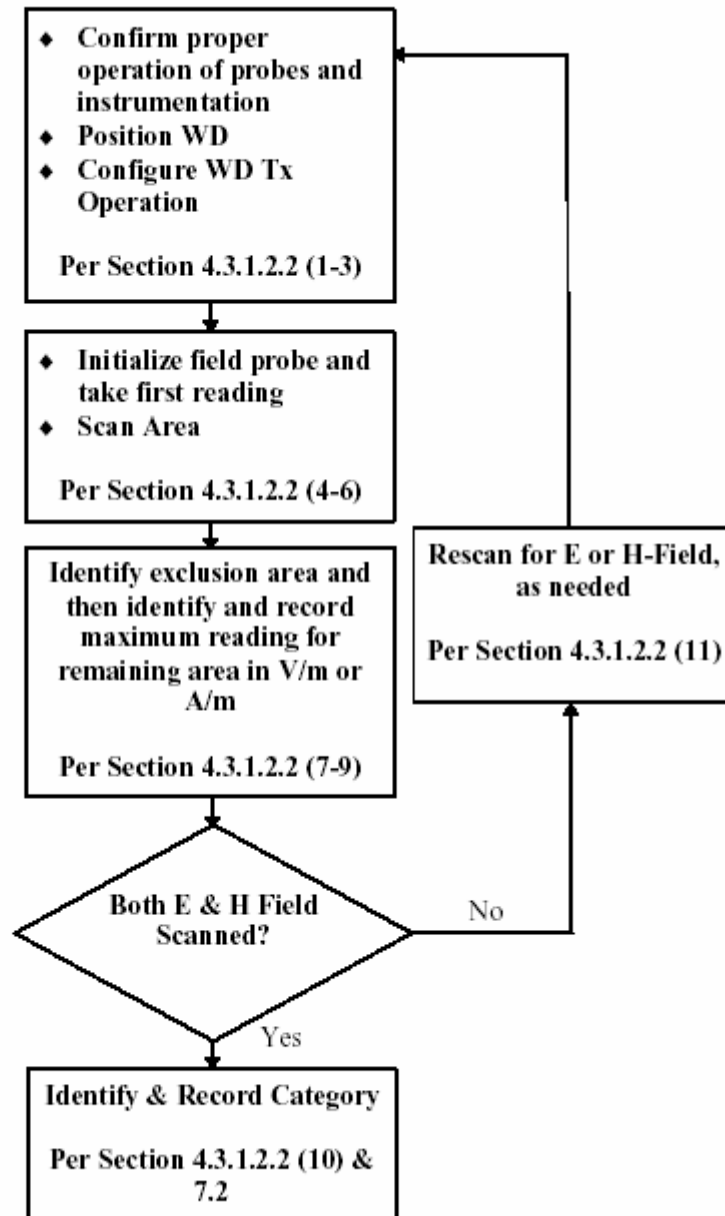 ◆ Confirm proper
operation of probes and
instrumentation
◆ Position WD
◆ Configure WD Tx
Operation
Per Section 4.3.1.2.2 (1-3)
◆ Initialize field probe and
take first reading
◆ Scan Area
Per Section 4.3.1.2.2 (4-6)
Identify exclusion area and
then identify and record
maximum reading for
remaining area in V/m or
A/m
Per Section 4.3.1.2.2 (7-9)
Rescan for E or H-Field,
as needed
Per Section 4.3.1.2.2 (11)
Both E & H Field
Scanned?
No
Yes
Identify & Record Category
Per Section 4.3.1.2.2 (10) &
7.2